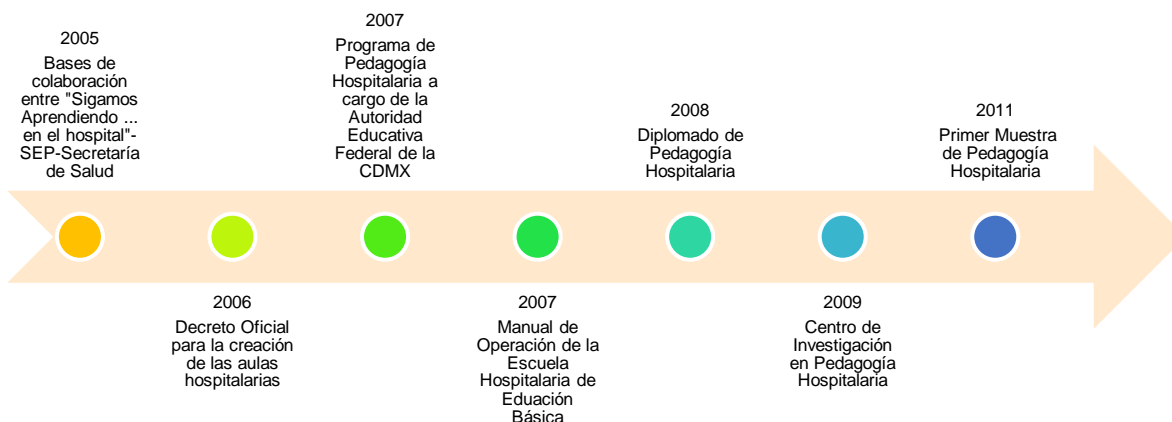 2005
Bases de
colaboración
entre "Sigamos
Aprendiendo ...
en el hospital"-
SEP-Secretaría
de Salud
2006
Decreto Oficial
para la creación
de las aulas
hospitalarias
2007
Programa de
Pedagogía
Hospitalaria a
cargo de la
Autoridad
Educativa
Federal de la
CDMX
2007
Manual de
Operación de la
Escuela
Hospitalaria de
Eduación
Básica
2008
Diplomado de
Pedagogía
Hospitalaria
2009
Centro de
Investigación
en Pedagogía
Hospitalaria
2011
Primer Muestra
de Pedagogía
Hospitalaria